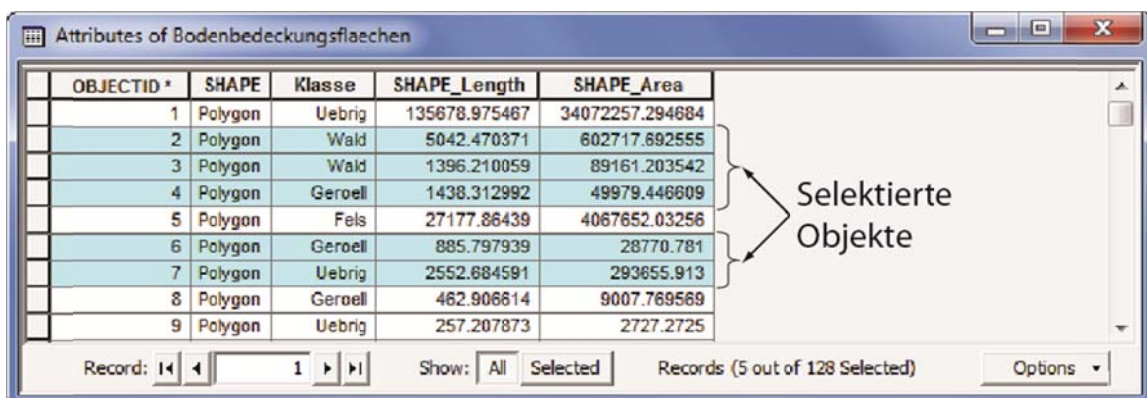 Attributes of Bodenbedeckungsflaechen
OBJECTID * SHAPE Klasse SHAPE_Length SHAPE_Area
1 Polygon Uebrig 135678.975467 34072257.294684
2 Polygon Wald 5042.470371 602717.692555
3 Polygon Wald 1396.210059 89161.203542
4 Polygon Geroell 1438.312992 49979.446609
5 Polygon Fels 27177.86439 4067652.03256
6 Polygon Geroell 885.797939 28770.781
7 Polygon Uebrig 2552.684591 293655.913
8 Polygon Geroell 462.906614 9007.769569
9 Polygon Uebrig 257.207873 2727.2725
Selektierte
Objekte
Record: 1 Show: All Selected Records (5 out of 128 Selected) Options